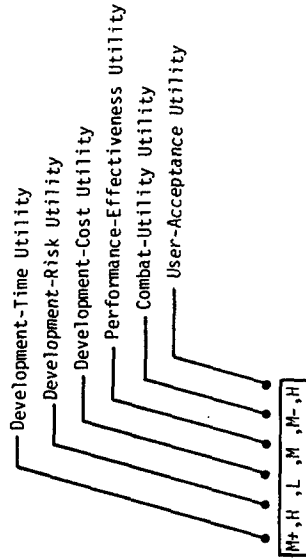 Development-Time Utility
Development-Risk Utility
Development-Cost Utility
Performance-Effectiveness Utility
Combat-Utility Utility
User-Acceptance Utility
M+,H ,L ,M ,M-,H